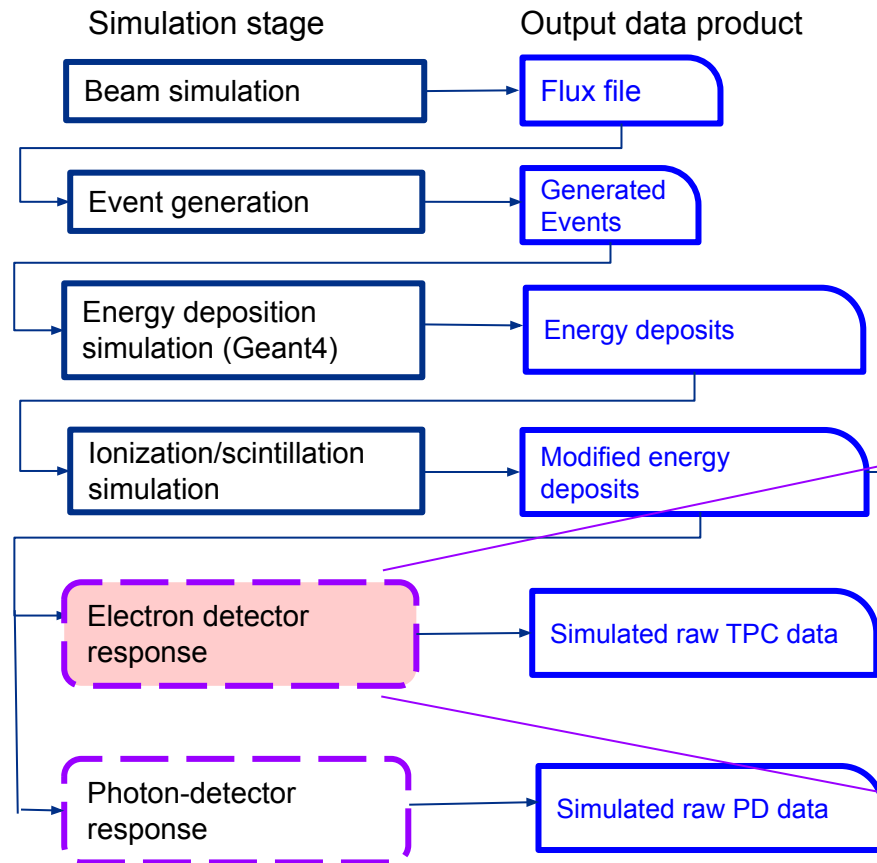 Simulation stage
Output data product
Beam simulation
Flux file
Event generation
Generated
Events
Energy deposition
simulation (Geant4)
Energy deposits
Ionization/scintillation
simulation
Modified energy
deposits
Electron detector
response
Simulated raw TPC data
Photon-detector
response
Simulated raw PD data